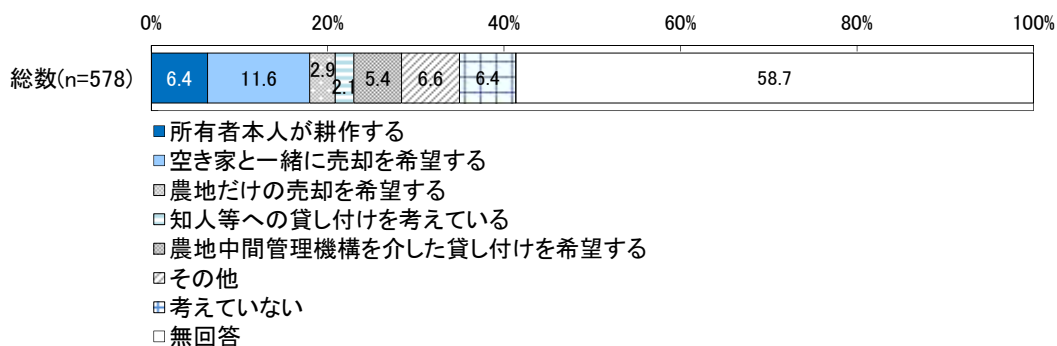 0% 20% 40% 60% 80% 100%
総数(n=578) 6.4 11.6 2.9 2.1 5.4 6.6 6.4 58.7
所有者本人が耕作する
空き家と一緒に売却を希望する
農地だけの売却を希望する
知人等への貸し付けを考えている
農地中間管理機構を介した貸し付けを希望する
その他
考えていない
無回答